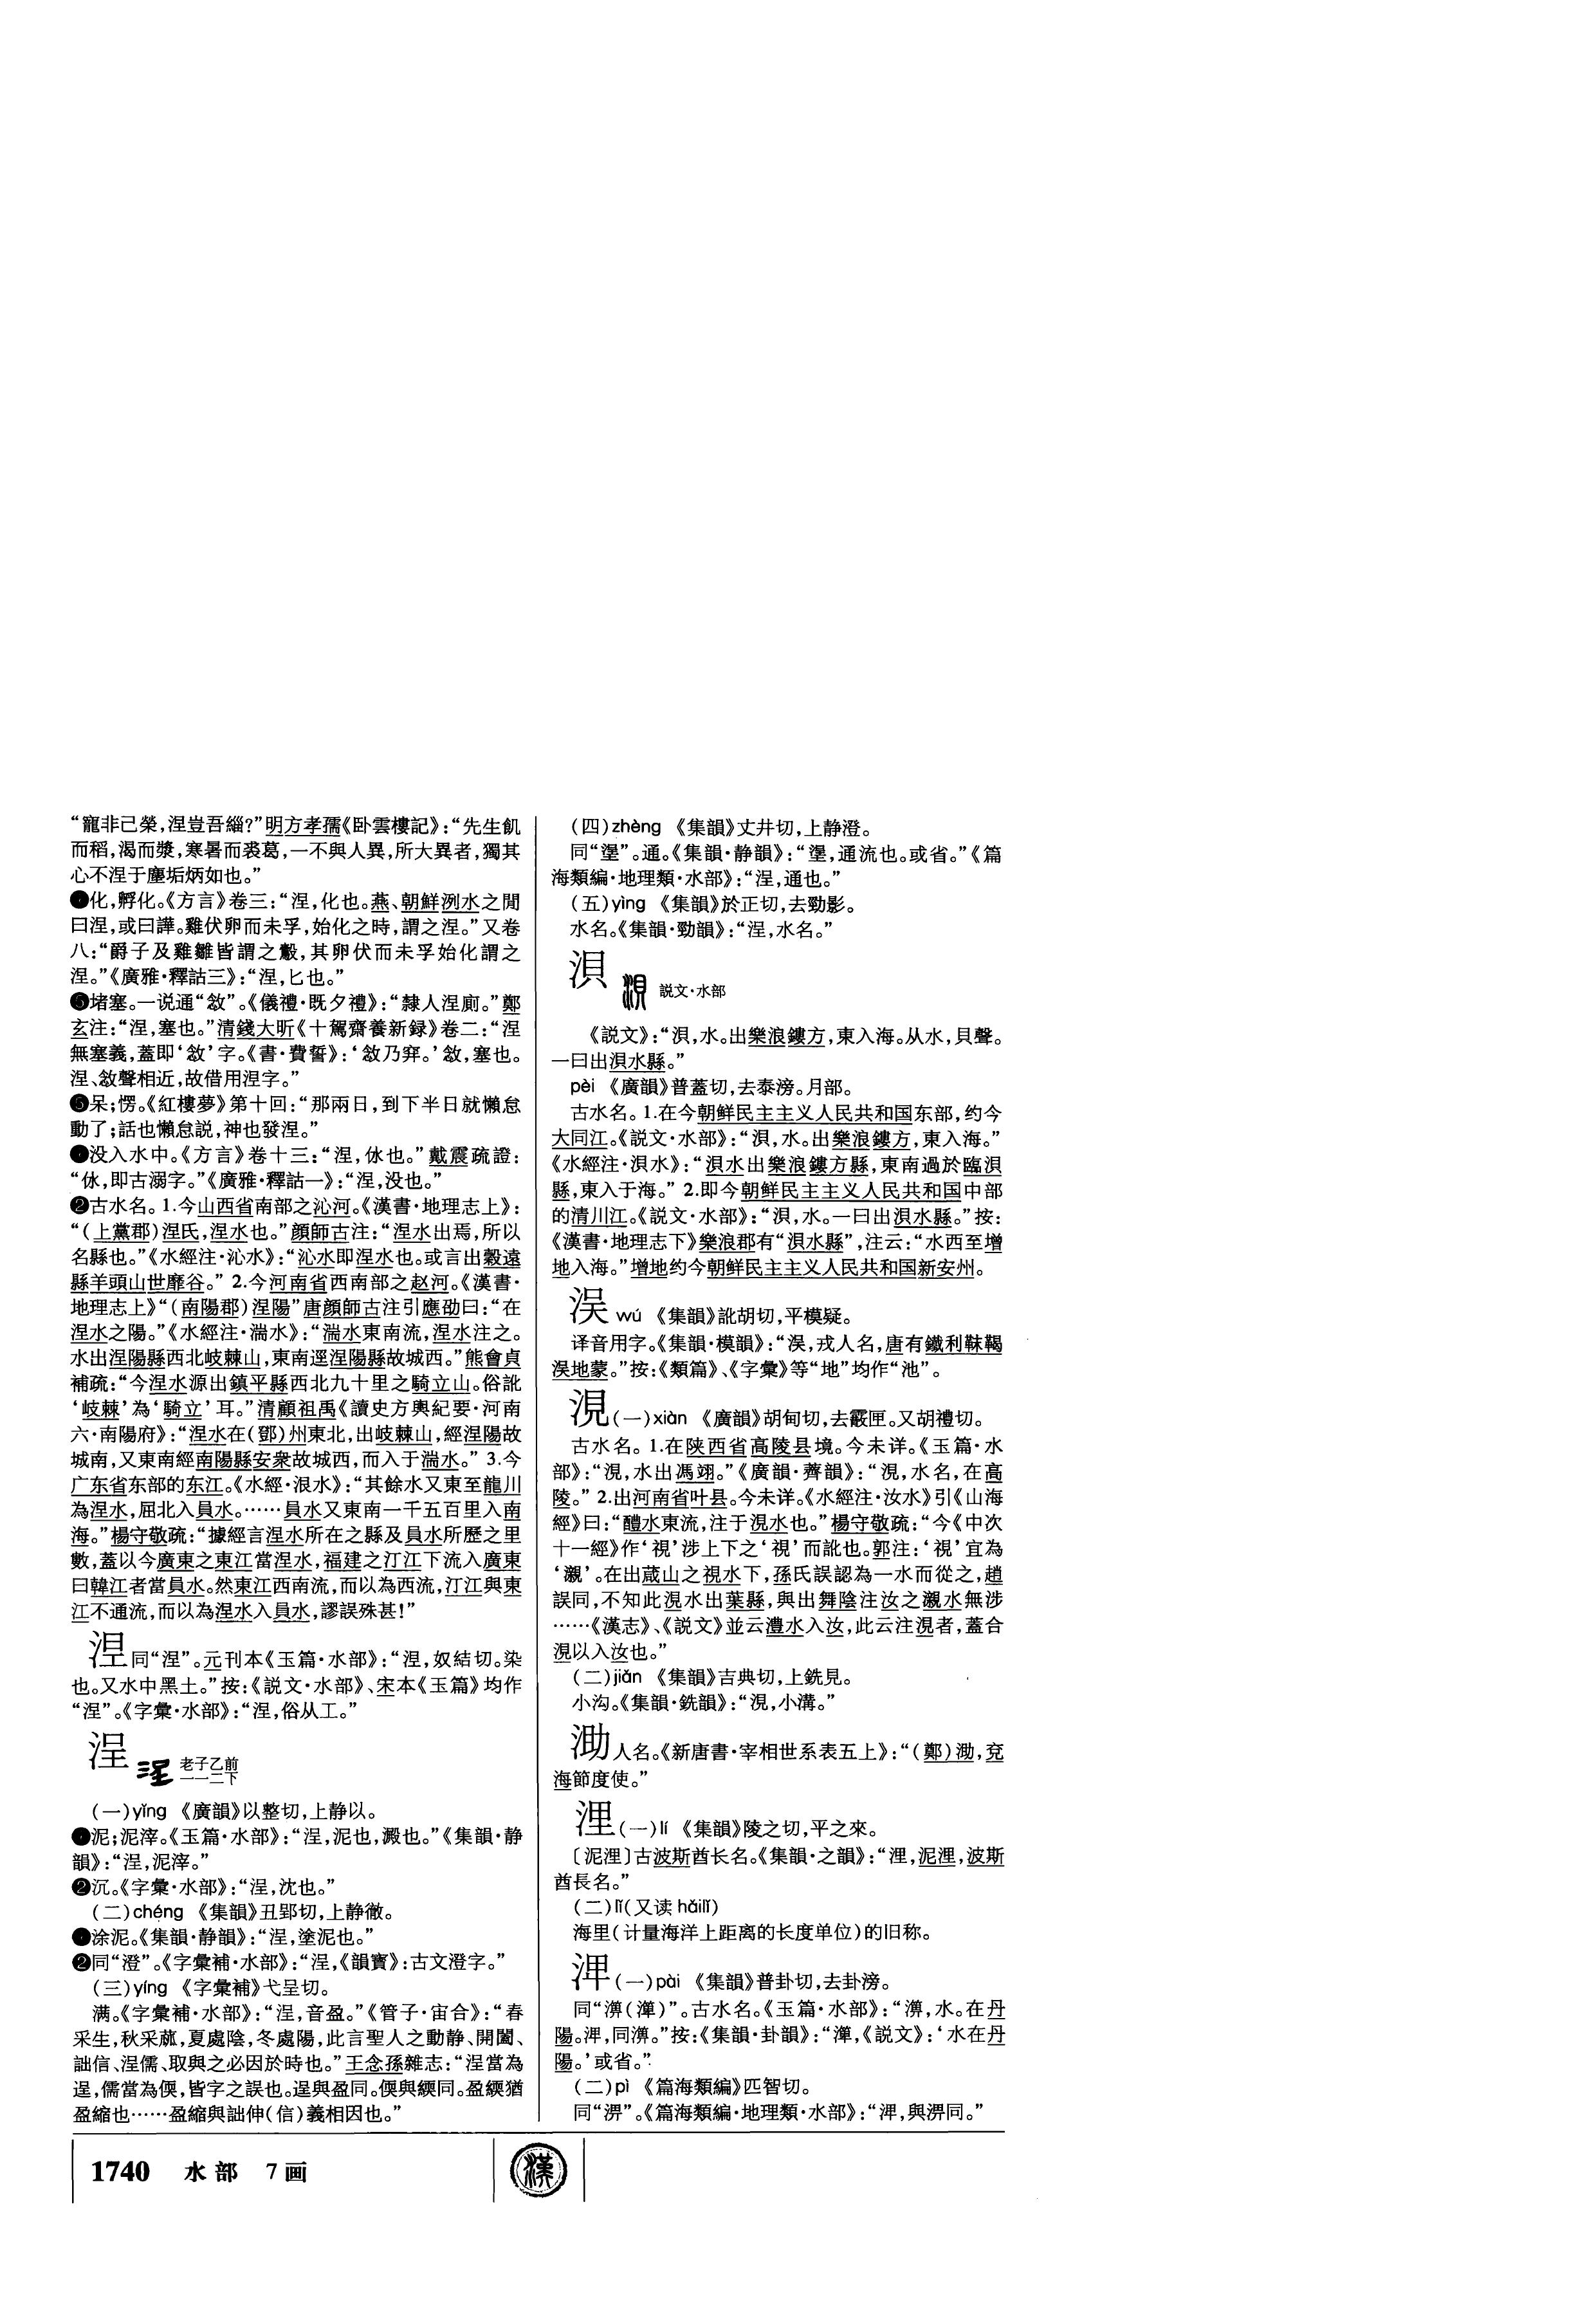 “寵非己榮，涅豈吾緇？”明方孝孺《卧雲樓記》：“先生飢
而稻，渴而漿，寒暑而裘葛，一不與人異，所大異者，獨其
心不涅于塵垢炳如也。”
化，孵化。《方言》卷三：“涅，化也。燕、朝鮮洌水之閒
曰涅，或曰譁。雞伏卵而未孚，始化之時，謂之涅。”又卷
八：“爵子及雞雛皆謂之鷇，其卵伏而未孚始化謂之
涅。”《廣雅·釋詁三》：“涅，匕也。”
❺堵塞。一说通“敜”。《儀禮·既夕禮》：“隸人涅廁。”鄭
玄注：“涅，塞也。”清錢大昕《十駕齋養新録》卷二：“涅
無塞義，蓋即‘敜’字。《書·費誓》：‘敜乃穽。’敜，塞也。
涅、敜聲相近，故借用涅字。”
❺呆；愣。《紅樓夢》第十回：“那兩日，到下半日就懶怠
動了；話也懶怠説，神也發涅。”
没入水中。《方言》卷十三：“涅，㲻也。”戴震疏證：
“㲻，即古溺字。”《廣雅·釋詁一》：“涅，没也。”
❷古水名。1.今山西省南部之沁河。《漢書·地理志上》：
“（上黨郡）涅氏，涅水也。”顔師古注：“涅水出焉，所以
名縣也。”《水經注·沁水》：“沁水即涅水也。或言出穀遠
縣羊頭山世靡谷。” 2.今河南省西南部之赵河。《漢書·
地理志上》“（南陽郡）涅陽”唐顔師古注引應劭曰：“在
涅水之陽。”《水經注·湍水》：“湍水東南流，涅水注之。
水出涅陽縣西北岐棘山，東南逕涅陽縣故城西。”熊會貞
補疏：“今涅水源出鎮平縣西北九十里之騎立山。俗訛
‘岐棘’為‘騎立’耳。”清顧祖禹《讀史方輿紀要·河南
六·南陽府》：“涅水在（鄧）州東北，出岐棘山，經涅陽故
城南，又東南經南陽縣安衆故城西，而入于湍水。” 3.今
广东省东部的东江。《水經·浪水》：“其餘水又東至龍川
為涅水，屈北入員水。……員水又東南一千五百里入南
海。”楊守敬疏：“據經言涅水所在之縣及員水所歷之里
數，蓋以今廣東之東江當涅水，福建之汀江下流入廣東
曰韓江者當員水。然東江西南流，而以為西流，汀江與東
江不通流，而以為涅水入員水，謬誤殊甚！”
同“涅”。元刊本《玉篇·水部》：“涅，奴結切。染
也。又水中黑土。”按：《説文·水部》、宋本《玉篇》均作
“涅”。《字彙·水部》：“涅，俗从工。”
浧 老子乙前
一一二下
（一）yǐng 《廣韻》以整切，上静以。
泥；泥滓。《玉篇·水部》：“浧，泥也，澱也。”《集韻·静
韻》：“浧，泥滓。”
❷沉。《字彙·水部》：“浧，沈也。”
（二）chéng 《集韻》丑郢切，上静徹。
涂泥。《集韻·静韻》：“浧，塗泥也。”
❷同“澄”。《字彙補·水部》：“浧，《韻寶》：古文澄字。”
（三）yíng 《字彙補》弋呈切。
满。《字彙補·水部》：“浧，音盈。”《管子·宙合》：“春
采生，秋采蓏，夏處陰，冬處陽，此言聖人之動静、開闔、
詘信、浧儒、取與之必因於時也。”王念孫雜志：“浧當為
逞，儒當為偄，皆字之誤也。逞與盈同。偄與緛同。盈緛猶
盈縮也……盈縮與詘伸（信）義相因也。”
（四）zhèng 《集韻》丈井切，上静澄。
同“塣”。通。《集韻·静韻》：“塣，通流也。或省。”《篇
海類編·地理類·水部》：“浧，通也。”
（五）yìng 《集韻》於正切，去勁影。
水名。《集韻·勁韻》：“浧，水名。”
浿 説文·水部
《説文》：“浿，水。出樂浪鏤方，東入海。从水，貝聲。
一曰出浿水縣。”
pèi 《廣韻》普蓋切，去泰滂。月部。
古水名。1.在今朝鲜民主主义人民共和国东部，约今
大同江。《説文·水部》：“浿，水。出樂浪鏤方，東入海。”
《水經注·浿水》：“浿水出樂浪鏤方縣，東南過於臨浿
縣，東入于海。” 2.即今朝鲜民主主义人民共和国中部
的清川江。《説文·水部》：“浿，水。一曰出浿水縣。”按：
《漢書·地理志下》樂浪郡有“浿水縣”，注云：“水西至增
地入海。”增地约今朝鲜民主主义人民共和国新安州。
洖 wú 《集韻》訛胡切，平模疑。
译音用字。《集韻·模韻》：“洖，戎人名，唐有鐵利靺鞨
洖地蒙。”按：《類篇》、《字彙》等“地”均作“池”。
涀（一）xiàn 《廣韻》胡甸切，去霰匣。又胡禮切。
古水名。1.在陕西省高陵县境。今未详。《玉篇·水
部》：“涀，水出馮翊。”《廣韻·薺韻》：“涀，水名，在高
陵。” 2.出河南省叶县。今未详。《水經注·汝水》引《山海
經》曰：“醴水東流，注于涀水也。”楊守敬疏：“今《中次
十一經》作‘視’涉上下之‘視’而訛也。郭注：‘視’宜為
‘瀙’。在出葴山之視水下，孫氏誤認為一水而從之，趙
誤同，不知此涀水出葉縣，與出舞陰注汝之瀙水無涉
……《漢志》、《説文》並云澧水入汝，此云注涀者，蓋合
涀以入汝也。”
（二）jiǎn 《集韻》吉典切，上銑見。
小沟。《集韻·銑韻》：“涀，小溝。”
泑人名。《新唐書·宰相世系表五上》：“（鄭）泑，兗
海節度使。”
浬（一）lí 《集韻》陵之切，平之來。
〔泥浬〕古波斯酋长名。《集韻·之韻》：“浬，泥浬，波斯
酋長名。”
（二）lǐ（又读 hǎilǐ）
海里（计量海洋上距离的长度单位）的旧称。
浿（一）pài 《集韻》普卦切，去卦滂。
同“渒（潷）”。古水名。《玉篇·水部》：“渒，水。在丹
陽。浿，同渒。”按：《集韻·卦韻》：“潷，《説文》：‘水在丹
陽。’或省。”
（二）pì 《篇海類編》匹智切。
同“淠”。《篇海類編·地理類·水部》：“浿，與淠同。”
1740 水部 7画
漢